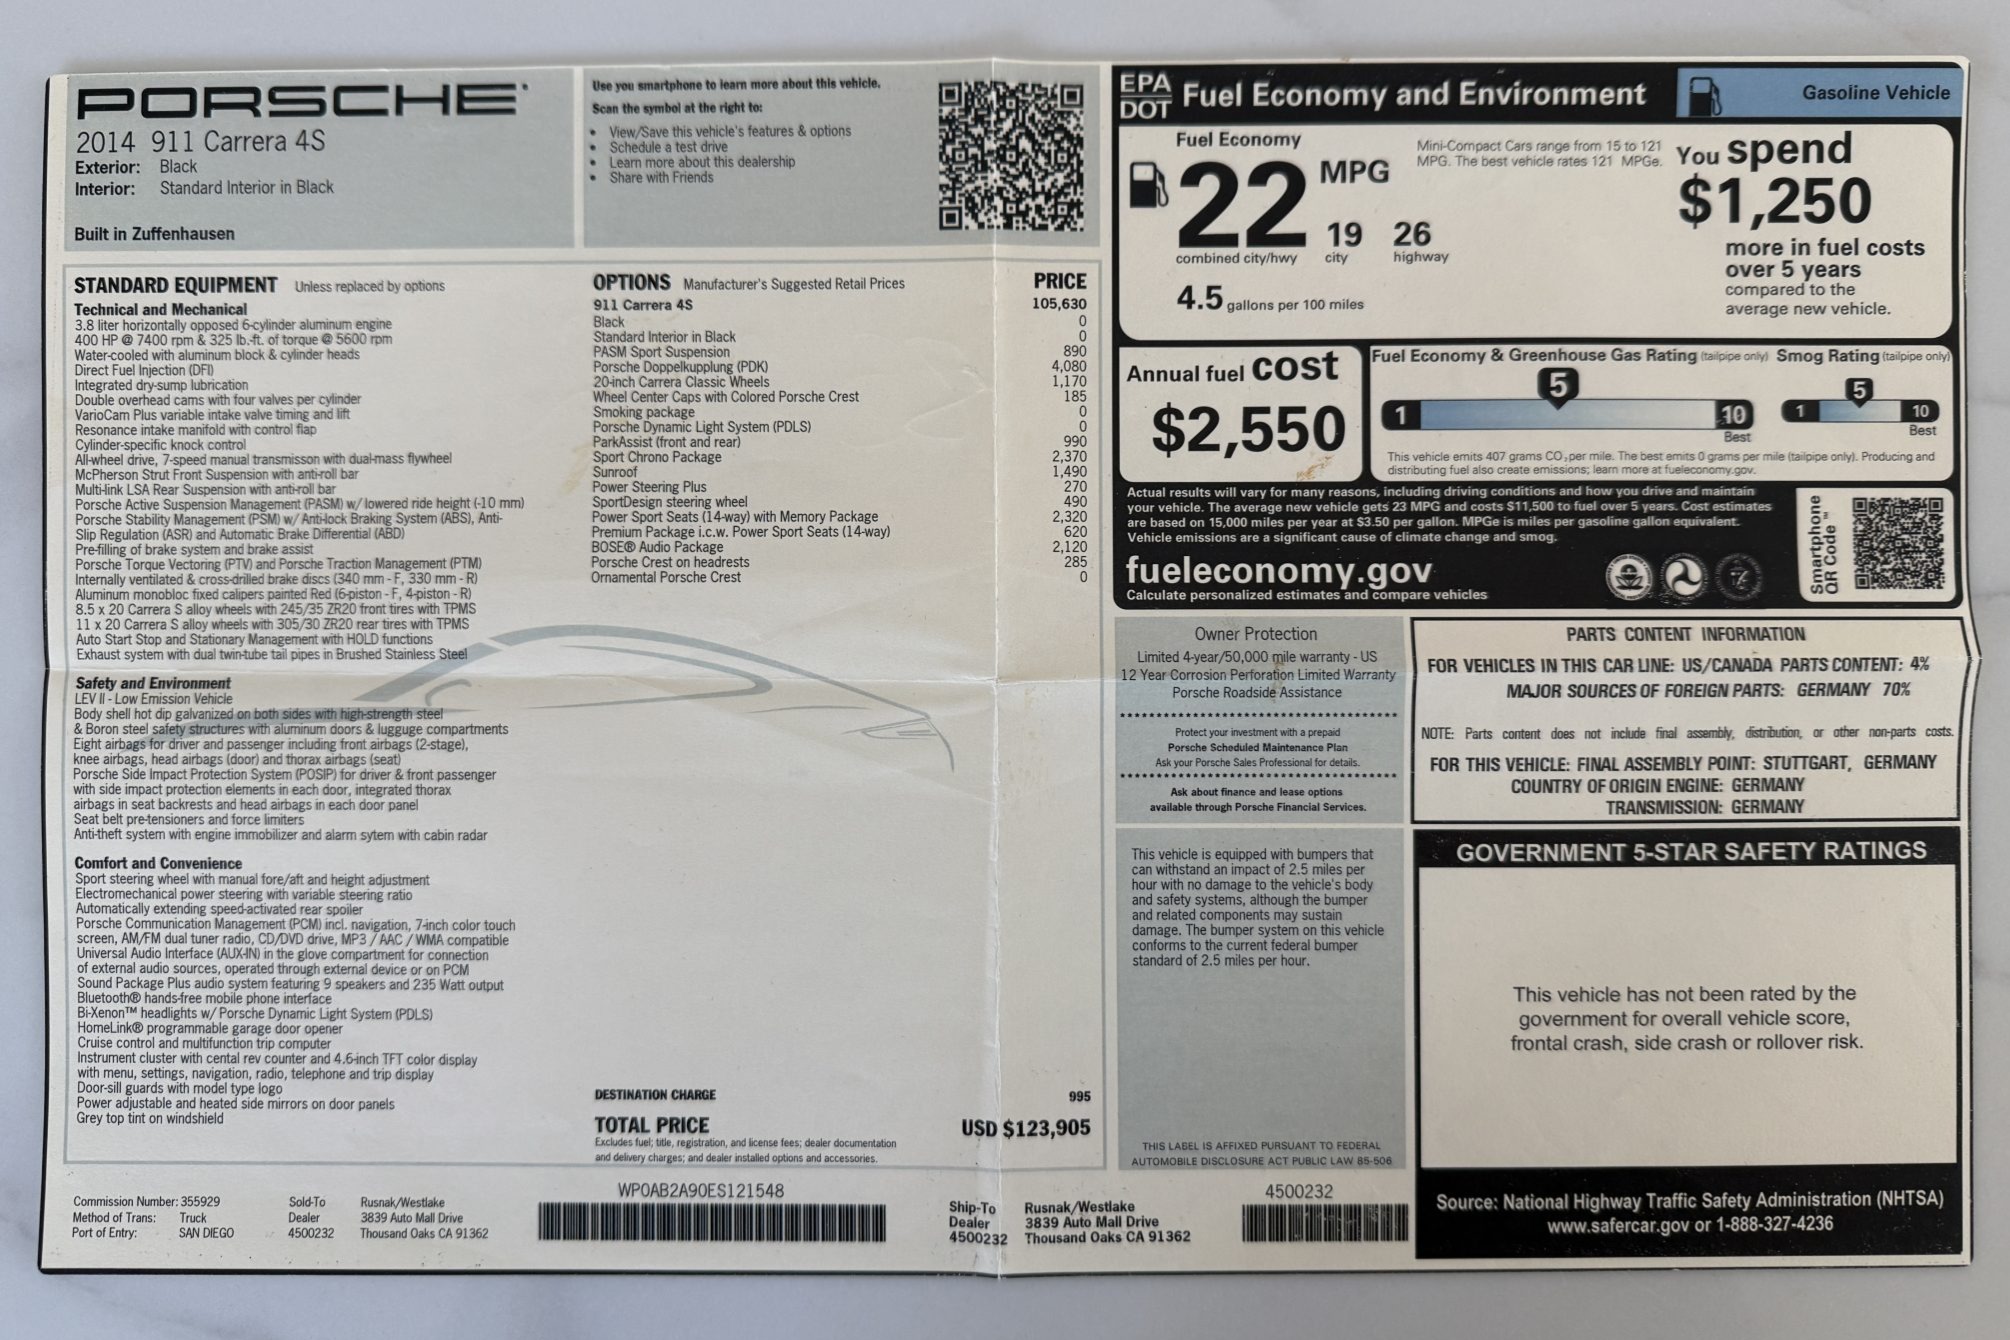 PORSCHE
2014 911 Carrera 4S
Exterior: Black
Interior: Standard Interior in Black
Built in Zuffenhausen
Use you smartphone to learn more about this vehicle.
Scan the symbol at the right to:
• View/Save this vehicle's features & options
• Schedule a test drive
• Learn more about this dealership
• Share with Friends
STANDARD EQUIPMENT Unless replaced by options
Technical and Mechanical
3.8 liter horizontally opposed 6-cylinder aluminum engine
400 HP @ 7400 rpm & 325 lb.-ft. of torque @ 5600 rpm
Water-cooled with aluminum block & cylinder heads
Direct Fuel Injection (DFI)
Integrated dry-sump lubrication
Double overhead cams with four valves per cylinder
VarioCam Plus variable intake valve timing and lift
Resonance intake manifold with control flap
Cylinder-specific knock control
All-wheel drive, 7-speed manual transmisson with dual-mass flywheel
McPherson Strut Front Suspension with anti-roll bar
Multi-link LSA Rear Suspension with anti-roll bar
Porsche Active Suspension Management (PASM) w/ lowered ride height (-10 mm)
Porsche Stability Management (PSM) w/ Anti-lock Braking System (ABS), Anti-
Slip Regulation (ASR) and Automatic Brake Differential (ABD)
Pre-filling of brake system and brake assist
Porsche Torque Vectoring (PTV) and Porsche Traction Management (PTM)
Internally ventilated & cross-drilled brake discs (340 mm - F, 330 mm - R)
Aluminum monobloc fixed calipers painted Red (6-piston - F, 4-piston - R)
8.5 x 20 Carrera S alloy wheels with 245/35 ZR20 front tires with TPMS
11 x 20 Carrera S alloy wheels with 305/30 ZR20 rear tires with TPMS
Auto Start Stop and Stationary Management with HOLD functions
Exhaust system with dual twin-tube tail pipes in Brushed Stainless Steel
Safety and Environment
LEV II - Low Emission Vehicle
Body shell hot dip galvanized on both sides with high-strength steel
& Boron steel safety structures with aluminum doors & luggage compartments
Eight airbags for driver and passenger including front airbags (2-stage),
knee airbags, head airbags (door) and thorax airbags (seat)
Porsche Side Impact Protection System (POSIP) for driver & front passenger
with side impact protection elements in each door, integrated thorax
airbags in seat backrests and head airbags in each door panel
Seat belt pre-tensioners and force limiters
Anti-theft system with engine immobilizer and alarm sytem with cabin radar
Comfort and Convenience
Sport steering wheel with manual fore/aft and height adjustment
Electromechanical power steering with variable steering ratio
Automatically extending speed-activated rear spoiler
Porsche Communication Management (PCM) incl. navigation, 7-inch color touch
screen, AM/FM dual tuner radio, CD/DVD drive, MP3 / AAC / WMA compatible
Universal Audio Interface (AUX-IN) in the glove compartment for connection
of external audio sources, operated through external device or on PCM
Sound Package Plus audio system featuring 9 speakers and 235 Watt output
Bluetooth® hands-free mobile phone interface
Bi-Xenon™ headlights w/ Porsche Dynamic Light System (PDLS)
HomeLink® programmable garage door opener
Cruise control and multifunction trip computer
Instrument cluster with cental rev counter and 4.6-inch TFT color display
with menu, settings, navigation, radio, telephone and trip display
Door-sill guards with model type logo
Power adjustable and heated side mirrors on door panels
Grey top tint on windshield
OPTIONS Manufacturer's Suggested Retail Prices PRICE
911 Carrera 4S 105,630
Black 0
Standard Interior in Black 0
PASM Sport Suspension 890
Porsche Doppelkupplung (PDK) 4,080
20-inch Carrera Classic Wheels 1,170
Wheel Center Caps with Colored Porsche Crest 185
Smoking package 0
Porsche Dynamic Light System (PDLS) 0
ParkAssist (front and rear) 990
Sport Chrono Package 2,370
Sunroof 1,490
Power Steering Plus 270
SportDesign steering wheel 490
Power Sport Seats (14-way) with Memory Package 2,320
Premium Package i.c.w. Power Sport Seats (14-way) 620
BOSE® Audio Package 2,120
Porsche Crest on headrests 285
Ornamental Porsche Crest 0
DESTINATION CHARGE 995
TOTAL PRICE USD $123,905
Excludes fuel; title, registration, and license fees; dealer documentation
and delivery charges; and dealer installed options and accessories.
Commission Number: 355929
Method of Trans: Truck
Port of Entry: SAN DIEGO
Sold-To Rusnak/Westlake
Dealer 3839 Auto Mall Drive
4500232 Thousand Oaks CA 91362
WP0AB2A90ES121548
Ship-To Rusnak/Westlake
Dealer 3839 Auto Mall Drive
4500232 Thousand Oaks CA 91362
4500232
EPA
DOT
Fuel Economy and Environment
Gasoline Vehicle
Fuel Economy
22 MPG
combined city/hwy
19
city
26
highway
4.5 gallons per 100 miles
Mini-Compact Cars range from 15 to 121
MPG. The best vehicle rates 121 MPGe.
You spend
$1,250
more in fuel costs
over 5 years
compared to the
average new vehicle.
Annual fuel cost
$2,550
Fuel Economy & Greenhouse Gas Rating (tailpipe only)
5
1 10
Best
Smog Rating (tailpipe only)
5
1 10
Best
This vehicle emits 407 grams CO2 per mile. The best emits 0 grams per mile (tailpipe only). Producing and
distributing fuel also create emissions; learn more at fueleconomy.gov.
Actual results will vary for many reasons, including driving conditions and how you drive and maintain
your vehicle. The average new vehicle gets 23 MPG and costs $11,500 to fuel over 5 years. Cost estimates
are based on 15,000 miles per year at $3.50 per gallon. MPGe is miles per gasoline gallon equivalent.
Vehicle emissions are a significant cause of climate change and smog.
fueleconomy.gov
Calculate personalized estimates and compare vehicles
Smartphone
QR Code™
Owner Protection
Limited 4-year/50,000 mile warranty - US
12 Year Corrosion Perforation Limited Warranty
Porsche Roadside Assistance
Protect your investment with a prepaid
Porsche Scheduled Maintenance Plan
Ask your Porsche Sales Professional for details.
Ask about finance and lease options
available through Porsche Financial Services.
This vehicle is equipped with bumpers that
can withstand an impact of 2.5 miles per
hour with no damage to the vehicle's body
and safety systems, although the bumper
and related components may sustain
damage. The bumper system on this vehicle
conforms to the current federal bumper
standard of 2.5 miles per hour.
THIS LABEL IS AFFIXED PURSUANT TO FEDERAL
AUTOMOBILE DISCLOSURE ACT PUBLIC LAW 85-506
PARTS CONTENT INFORMATION
FOR VEHICLES IN THIS CAR LINE: US/CANADA PARTS CONTENT: 4%
MAJOR SOURCES OF FOREIGN PARTS: GERMANY 70%
NOTE: Parts content does not include final assembly, distribution, or other non-parts costs.
FOR THIS VEHICLE: FINAL ASSEMBLY POINT: STUTTGART, GERMANY
COUNTRY OF ORIGIN ENGINE: GERMANY
TRANSMISSION: GERMANY
GOVERNMENT 5-STAR SAFETY RATINGS
This vehicle has not been rated by the
government for overall vehicle score,
frontal crash, side crash or rollover risk.
Source: National Highway Traffic Safety Administration (NHTSA)
www.safercar.gov or 1-888-327-4236